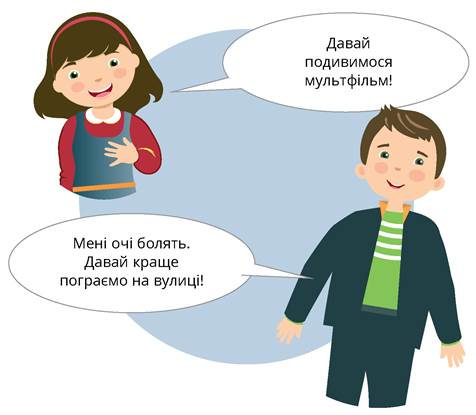 Давай
подивимося
мультфільм!
Мені очі болять.
Давай краще
пограємо на вулиці!